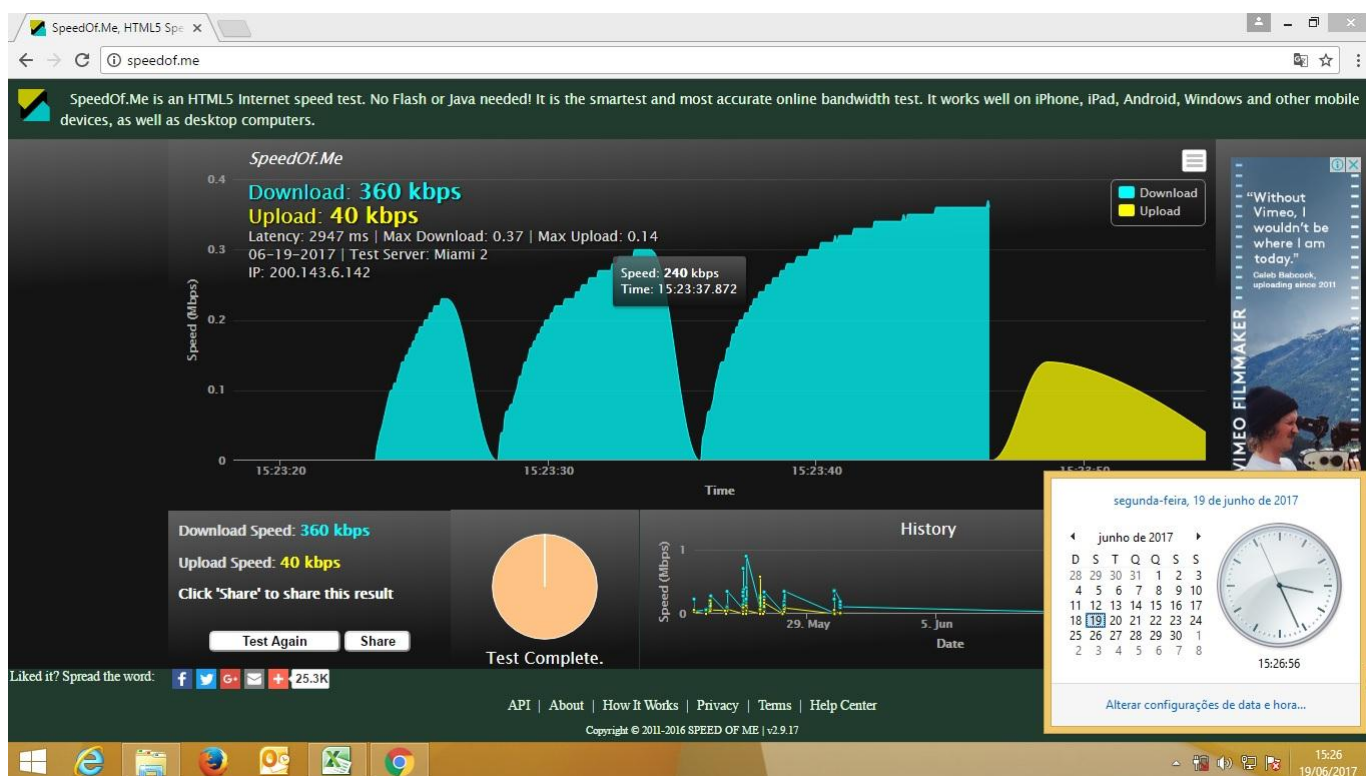 SpeedOf.Me, HTML5 Spe
speedof.me
SpeedOf.Me is an HTML5 Internet speed test. No Flash or Java needed! It is the smartest and most accurate online bandwidth test. It works well on iPhone, iPad, Android, Windows and other mobile
devices, as well as desktop computers.
SpeedOf.Me
Download: 360 kbps
Upload: 40 kbps
Latency: 2947 ms | Max Download: 0.37 | Max Upload: 0.14
06-19-2017 | Test Server: Miami 2
IP: 200.143.6.142
Download
Upload
Speed: 240 kbps
Time: 15:23:37.872
0.4
0.3
0.2
0.1
0
Speed (Mbps)
15:23:20 15:23:30 15:23:40 15:23:50
Time
"Without
Vimeo, I
wouldn't be
where I am
today."
Caleb Babcock,
uploading since 2011
VIMEO FILMMAKER
Download Speed: 360 kbps
Upload Speed: 40 kbps
Click 'Share' to share this result
Test Again Share
Test Complete.
History
Speed (Mbps)
1
0
29. May 5. Jun
Date
segunda-feira, 19 de junho de 2017
junho de 2017
D S T Q Q S S
28 29 30 31 1 2 3
4 5 6 7 8 9 10
11 12 13 14 15 16 17
18 19 20 21 22 23 24
25 26 27 28 29 30 1
2 3 4 5 6 7 8
15:26:56
Alterar configurações de data e hora...
Liked it? Spread the word:
25.3K
API | About | How It Works | Privacy | Terms | Help Center
Copyright © 2011-2016 SPEED OF ME | v2.9.17
15:26
19/06/2017